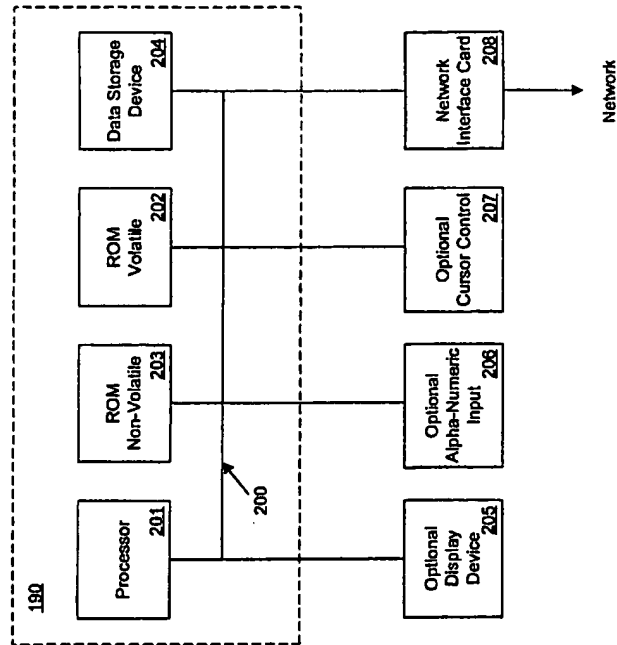 190
Processor
201
ROM
Non-Volatile
203
ROM
Volatile
202
Data Storage
Device
204
200
Optional
Display
Device
205
Optional
Alpha-Numeric
Input
206
Optional
Cursor Control
207
Network
Interface Card
208
Network